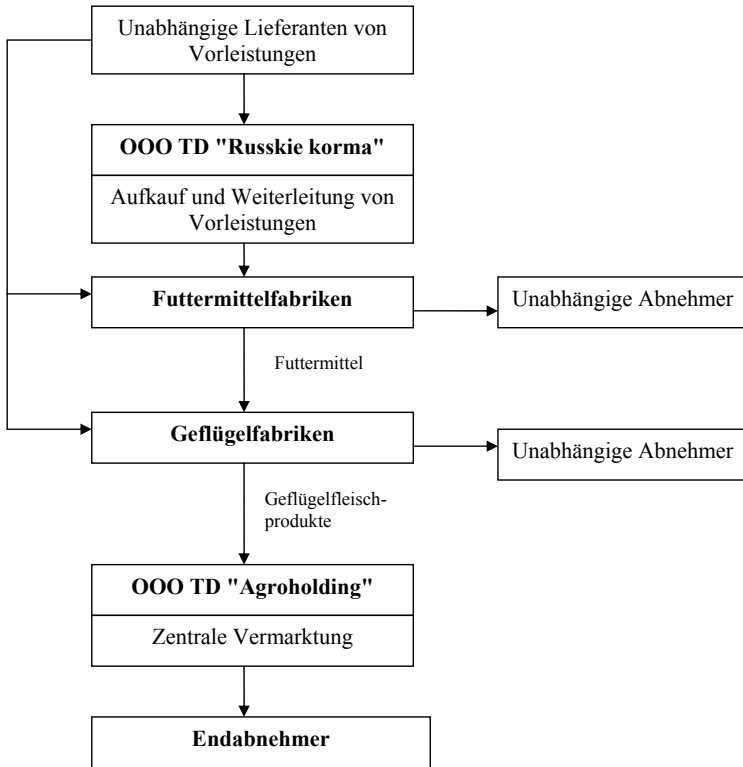 Unabhängige Lieferanten von
Vorleistungen
OOO TD "Russkie korma"
Aufkauf und Weiterleitung von
Vorleistungen
Futtermittelfabriken
Unabhängige Abnehmer
Futtermittel
Geflügelfabriken
Unabhängige Abnehmer
Geflügelfleisch-
produkte
OOO TD "Agroholding"
Zentrale Vermarktung
Endabnehmer